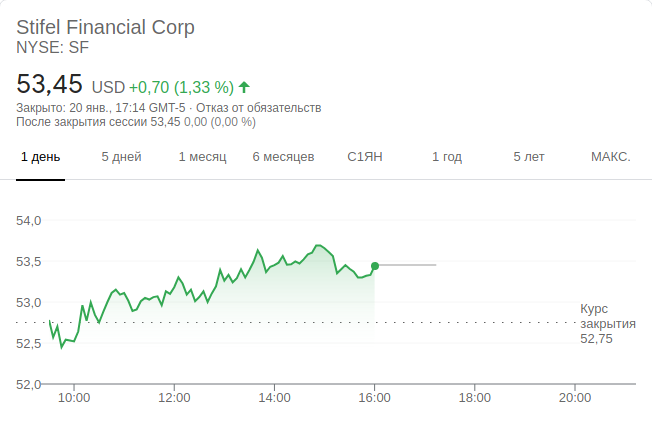 Stifel Financial Corp
NYSE: SF
53,45 USD +0,70 (1,33 %)
Закрыто: 20 янв., 17:14 GMT-5 · Отказ от обязательств
После закрытия сессии 53,45 0,00 (0,00 %)
1 день 5 дней 1 месяц 6 месяцев С1ЯН 1 год 5 лет МАКС.
54,0
53,5
53,0
Курс
закрытия
52,75
52,5
52,0
10:00 12:00 14:00 16:00 18:00 20:00